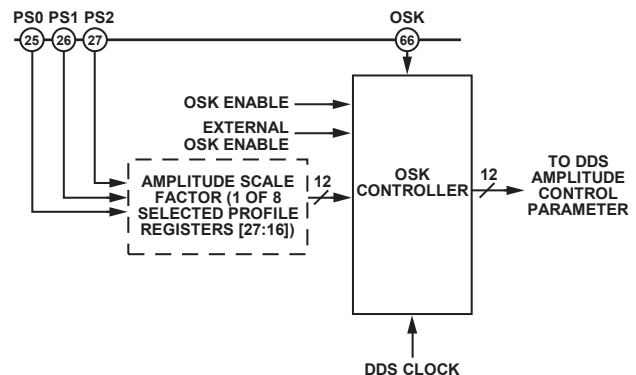 PS0 PS1 PS2
OSK
25 26 27
66
OSK ENABLE
EXTERNAL
OSK ENABLE
AMPLITUDE SCALE
FACTOR (1 OF 8
SELECTED PROFILE
REGISTERS [27:16])
12
OSK
CONTROLLER
12
TO DDS
AMPLITUDE
CONTROL
PARAMETER
DDS CLOCK